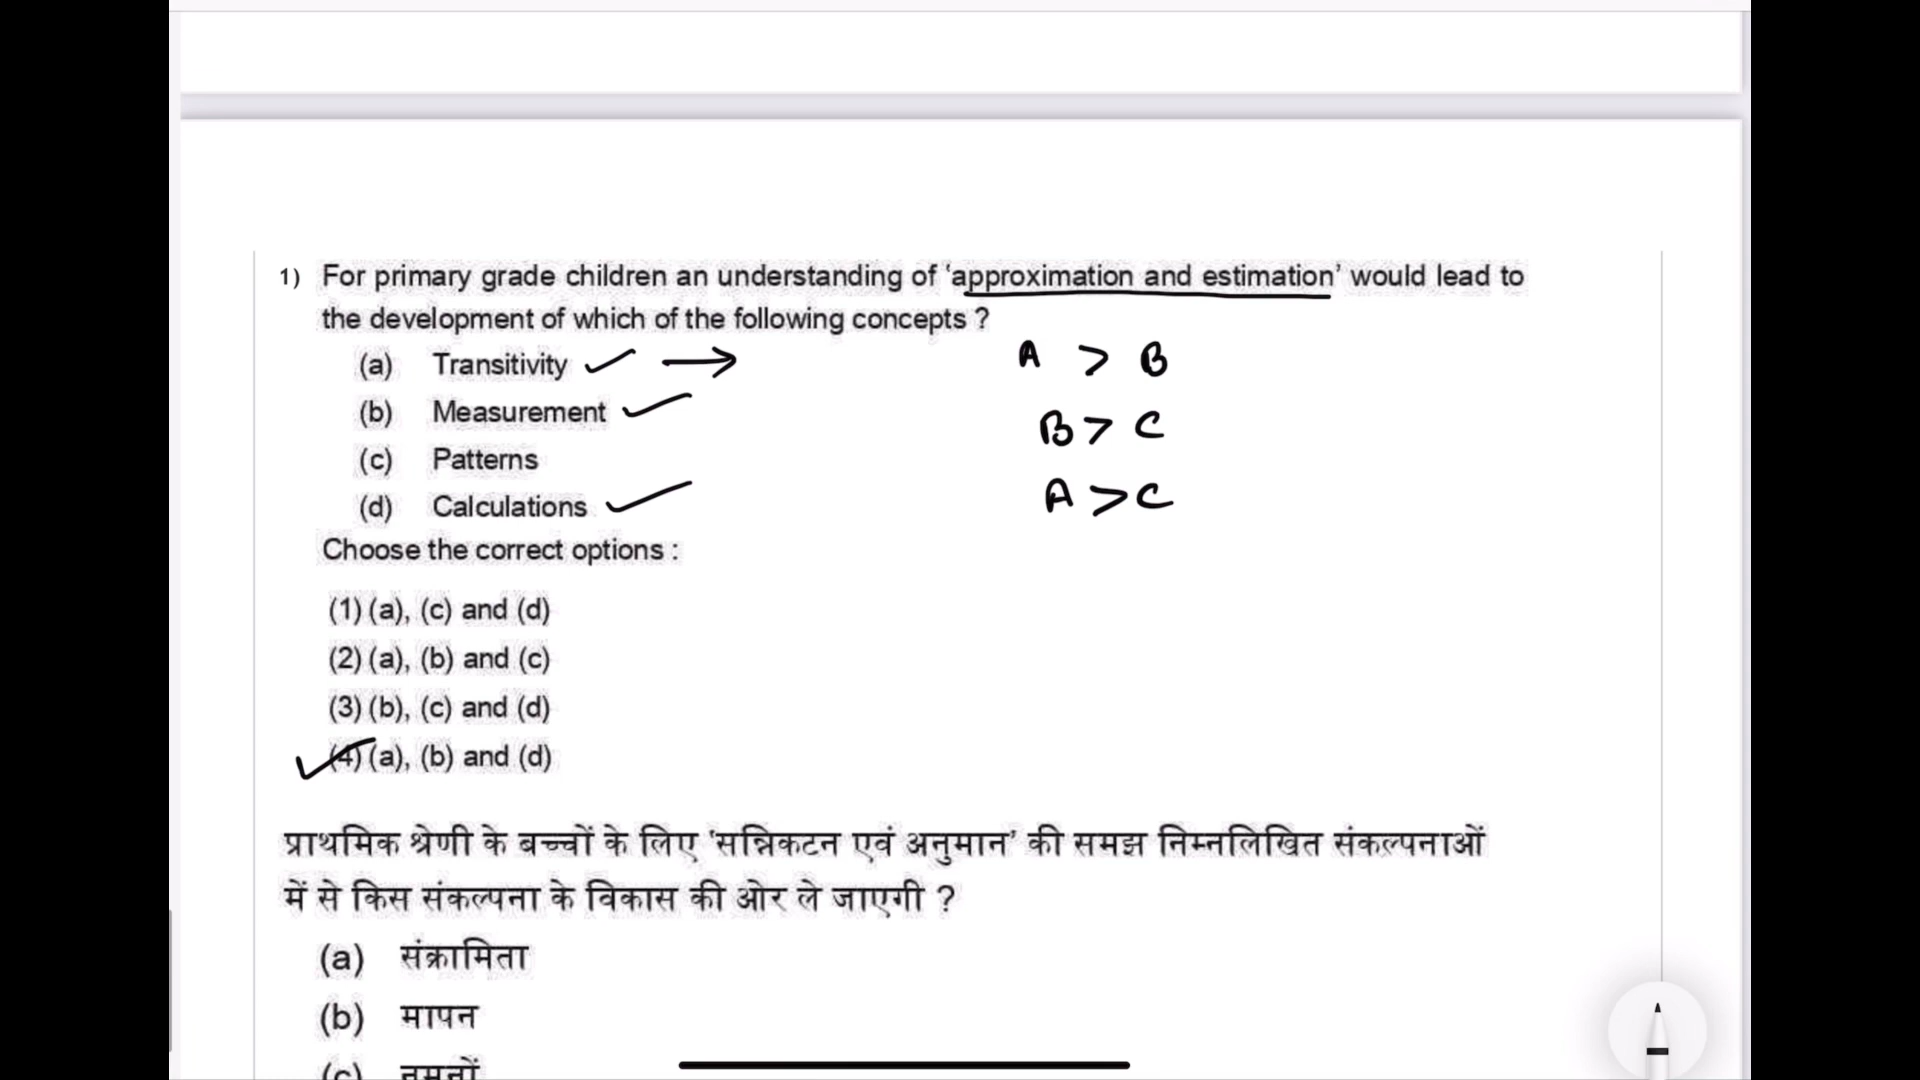 1) For primary grade children an understanding of 'approximation and estimation' would lead to
the development of which of the following concepts ?
(a) Transitivity ✓ → A > B
(b) Measurement ✓ B > C
(c) Patterns
(d) Calculations ✓ A > C
Choose the correct options :
(1) (a), (c) and (d)
(2) (a), (b) and (c)
(3) (b), (c) and (d)
✓ (4) (a), (b) and (d)
प्राथमिक श्रेणी के बच्चों के लिए 'सन्निकटन एवं अनुमान' की समझ निम्नलिखित संकल्पनाओं
में से किस संकल्पना के विकास की ओर ले जाएगी ?
(a) संक्रामिता
(b) मापन
(c)